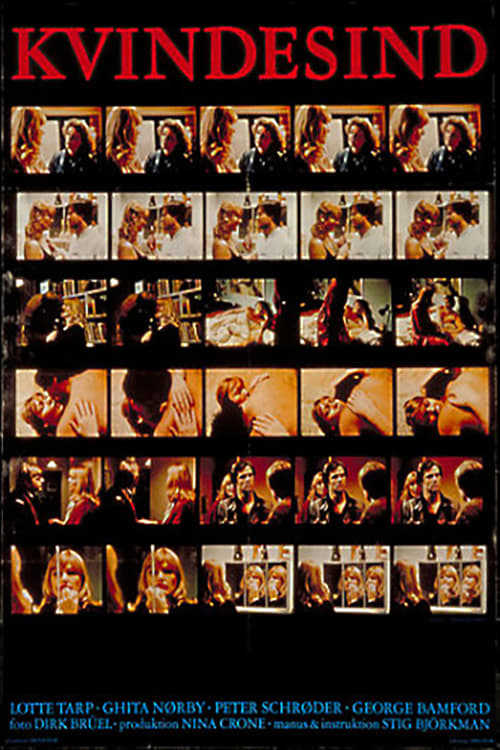 KVINDESIND
LOTTE TARP · GHITA NØRBY · PETER SCHRØDER · GEORGE BAMFORD
foto DIRK BRÜEL · produktion NINA CRONE · manus & instruktion STIG BJÖRKMAN